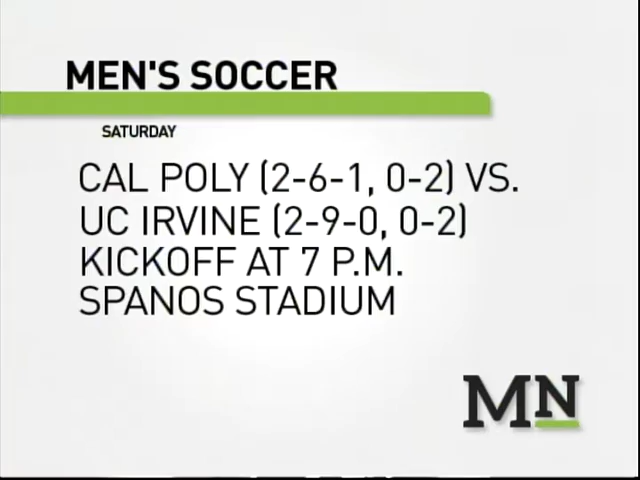 MEN'S SOCCER
SATURDAY
CAL POLY (2-6-1, 0-2) VS.
UC IRVINE (2-9-0, 0-2)
KICKOFF AT 7 P.M.
SPANOS STADIUM
MN